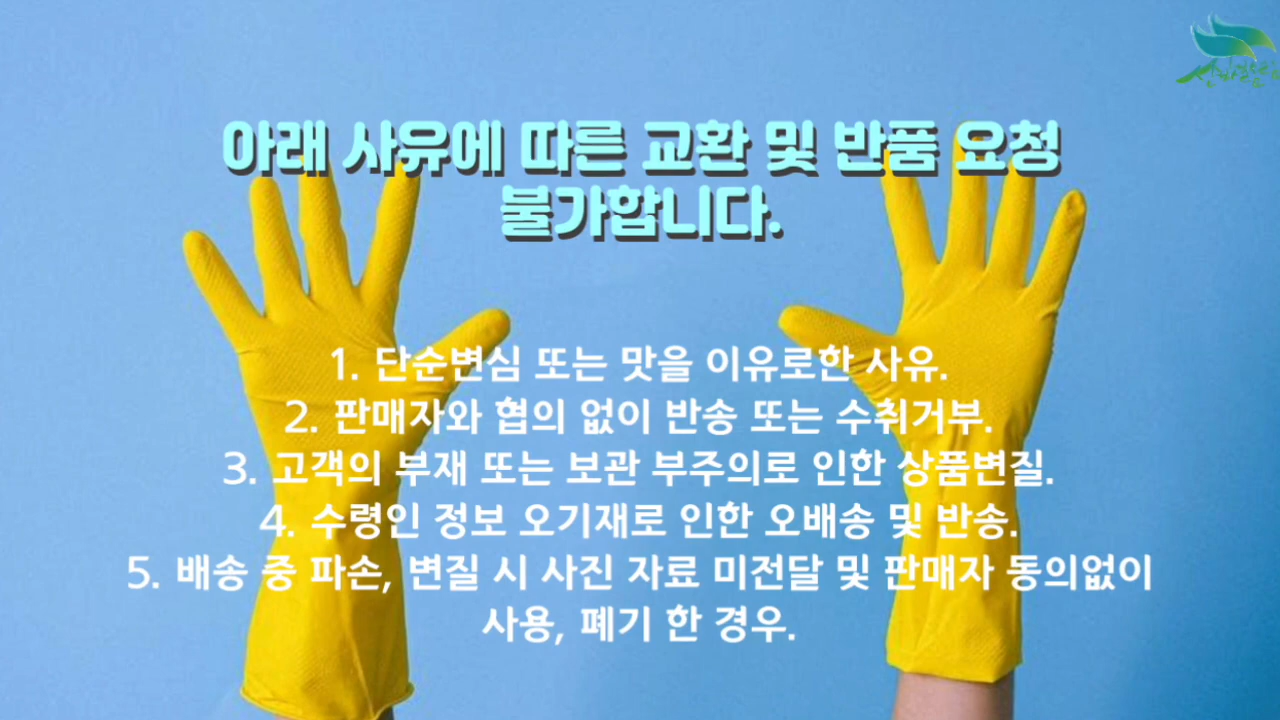 아래 사유에 따른 교환 및 반품 요청
불가합니다.
1. 단순변심 또는 맛을 이유로한 사유.
2. 판매자와 협의 없이 반송 또는 수취거부.
3. 고객의 부재 또는 보관 부주의로 인한 상품변질.
4. 수령인 정보 오기재로 인한 오배송 및 반송.
5. 배송 중 파손, 변질 시 사진 자료 미전달 및 판매자 동의없이
사용, 폐기 한 경우.